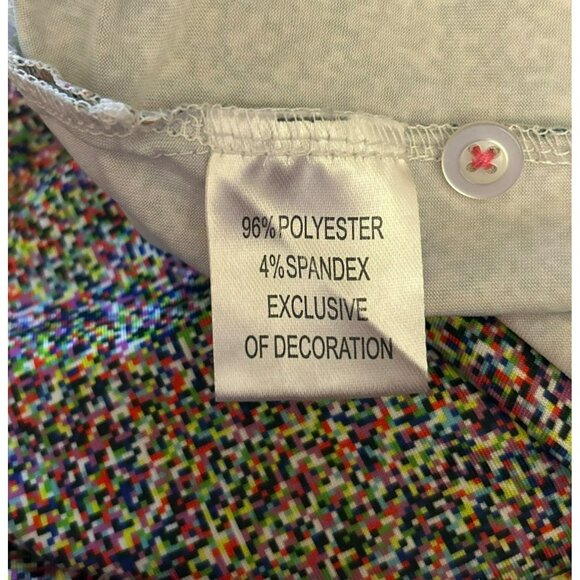 96% POLYESTER
4% SPANDEX
EXCLUSIVE
OF DECORATION